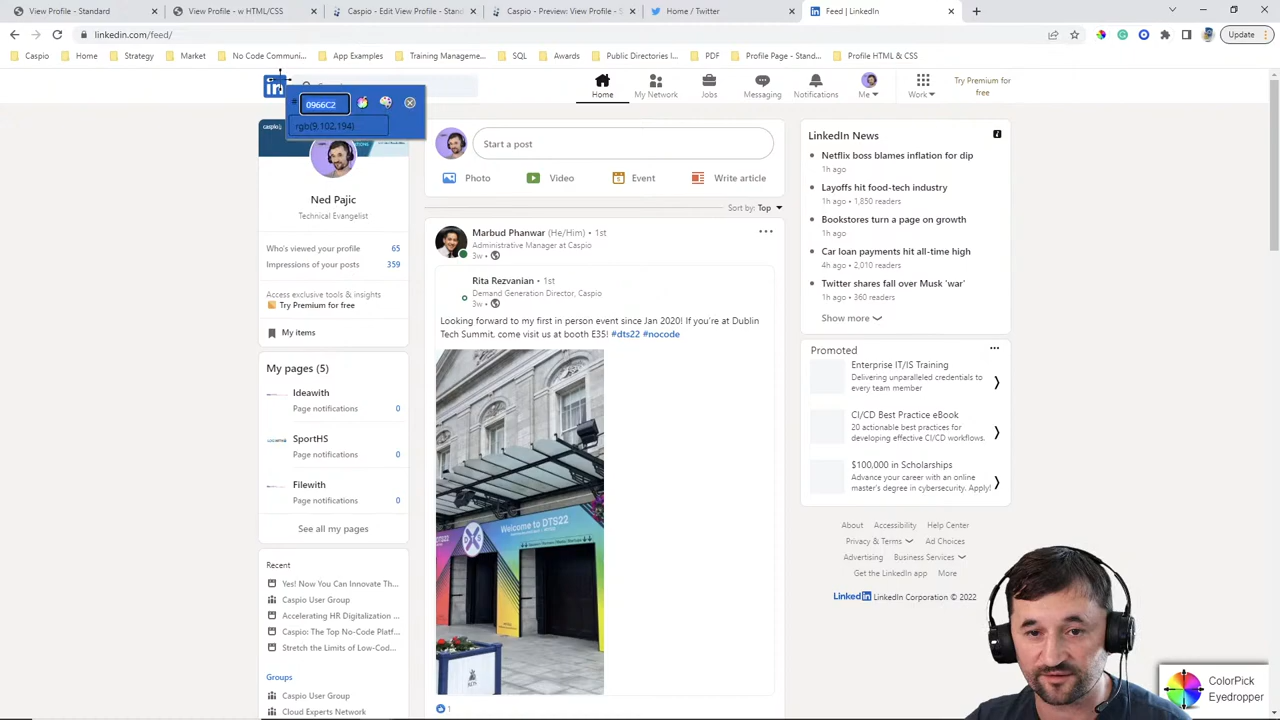 View Profile - Standard
View Profile - w HTML/CSS
Caspio - Edit View Profile - Stand
Caspio - Preview: View Profile - S
Home / Twitter
Feed | LinkedIn
linkedin.com/feed/
Update
Caspio
Home
Strategy
Market
No Code Communi...
App Examples
Training Manageme...
SQL
Awards
Public Directories I...
PDF
Profile Page - Stand...
Profile HTML & CSS
in
0966C2
rgb(9,102,194)
Home
My Network
Jobs
Messaging
Notifications
Me
Work
Try Premium for
free
Ned Pajic
Technical Evangelist
Who's viewed your profile 65
Impressions of your posts 359
Access exclusive tools & insights
Try Premium for free
My items
My pages (5)
Ideawith
Page notifications 0
SportHS
Page notifications 0
Filewith
Page notifications 0
See all my pages
Recent
Yes! Now You Can Innovate Th...
Caspio User Group
Accelerating HR Digitalization ...
Caspio: The Top No-Code Platf...
Stretch the Limits of Low-Cod...
Groups
Caspio User Group
Cloud Experts Network
Start a post
Photo
Video
Event
Write article
Sort by: Top
Marbud Phanwar (He/Him) • 1st
Administrative Manager at Caspio
3w •
Rita Rezvanian • 1st
Demand Generation Director, Caspio
3w •
Looking forward to my first in person event since Jan 2020! If you're at Dublin
Tech Summit, come visit us at booth E35! #dts22 #nocode
Welcome to DTS22
1
LinkedIn News
Netflix boss blames inflation for dip
1h ago
Layoffs hit food-tech industry
1h ago • 1,850 readers
Bookstores turn a page on growth
1h ago
Car loan payments hit all-time high
4h ago • 2,010 readers
Twitter shares fall over Musk 'war'
1h ago • 360 readers
Show more
Promoted
Enterprise IT/IS Training
Delivering unparalleled credentials to
every team member
CI/CD Best Practice eBook
20 actionable best practices for
developing effective CI/CD workflows.
$100,000 in Scholarships
Advance your career with an online
master's degree in cybersecurity. Apply!
About
Accessibility
Help Center
Privacy & Terms
Ad Choices
Advertising
Business Services
Get the LinkedIn app
More
LinkedIn LinkedIn Corporation © 2022
ColorPick
Eyedropper